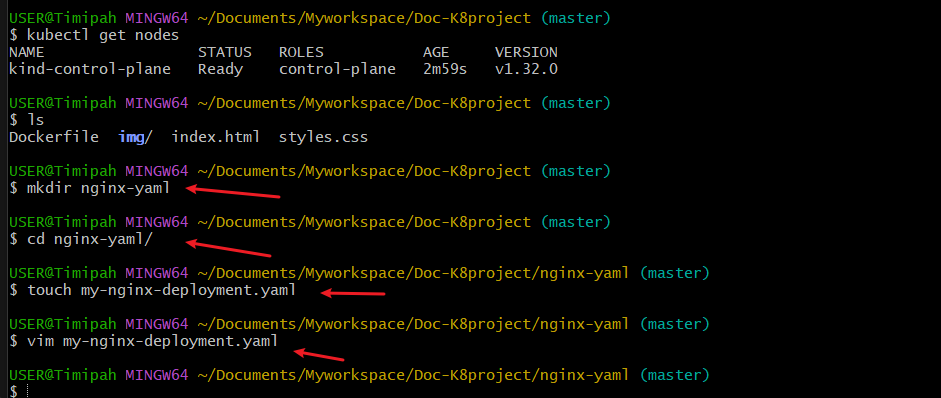 USER@Timipah MINGW64 ~/Documents/Myworkspace/Doc-K8project (master)
$ kubectl get nodes
NAME                 STATUS   ROLES           AGE     VERSION
kind-control-plane   Ready    control-plane   2m59s   v1.32.0
USER@Timipah MINGW64 ~/Documents/Myworkspace/Doc-K8project (master)
$ ls
Dockerfile  img/  index.html  styles.css
USER@Timipah MINGW64 ~/Documents/Myworkspace/Doc-K8project (master)
$ mkdir nginx-yaml
USER@Timipah MINGW64 ~/Documents/Myworkspace/Doc-K8project (master)
$ cd nginx-yaml/
USER@Timipah MINGW64 ~/Documents/Myworkspace/Doc-K8project/nginx-yaml (master)
$ touch my-nginx-deployment.yaml
USER@Timipah MINGW64 ~/Documents/Myworkspace/Doc-K8project/nginx-yaml (master)
$ vim my-nginx-deployment.yaml
USER@Timipah MINGW64 ~/Documents/Myworkspace/Doc-K8project/nginx-yaml (master)
$